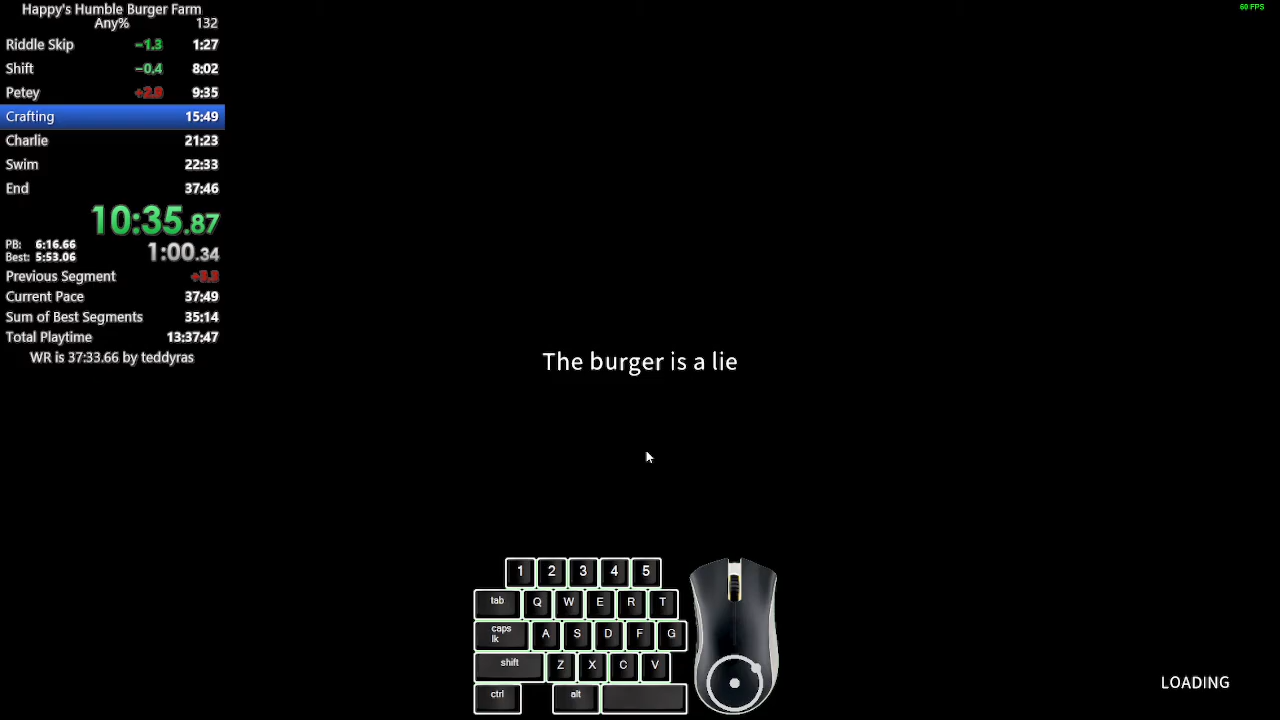 Happy's Humble Burger Farm
Any% 132
Riddle Skip −1.3 1:27
Shift −0.4 8:02
Petey +2.9 9:35
Crafting 15:49
Charlie 21:23
Swim 22:33
End 37:46
10:35.87
PB: 6:16.66
Best: 5:53.06
1:00.34
Previous Segment
Current Pace 37:49
Sum of Best Segments 35:14
Total Playtime 13:37:47
WR is 37:33.66 by teddyras
60 FPS
The burger is a lie
1 2 3 4 5
tab Q W E R T
caps lk A S D F G
shift Z X C V
ctrl alt
LOADING